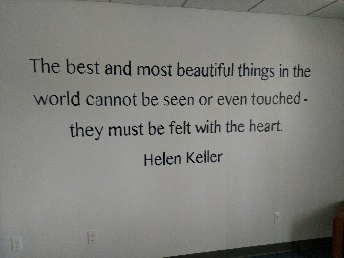 The best and most beautiful things in the
world cannot be seen or even touched -
they must be felt with the heart.
Helen Keller